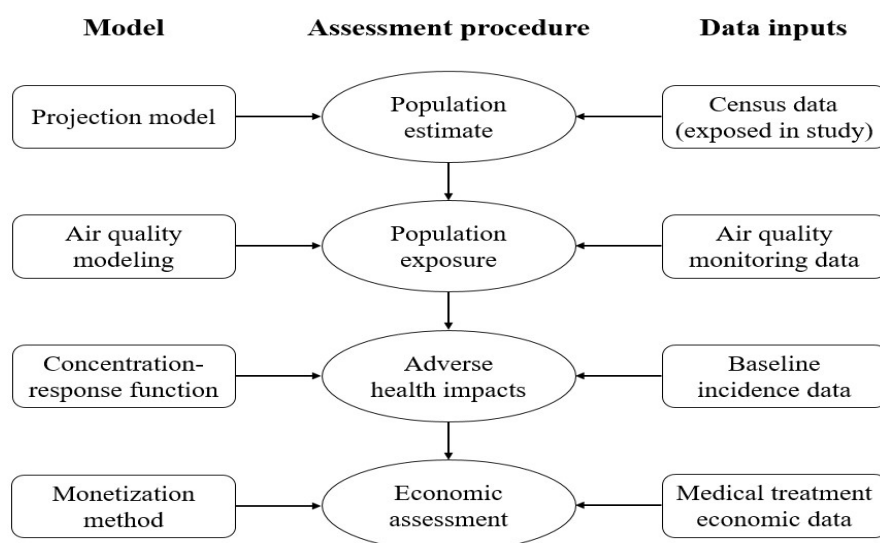 Model
Assessment procedure
Data inputs
Projection model
Population
estimate
Census data
(exposed in study)
Air quality
modeling
Population
exposure
Air quality
monitoring data
Concentration-
response function
Adverse
health impacts
Baseline
incidence data
Monetization
method
Economic
assessment
Medical treatment
economic data